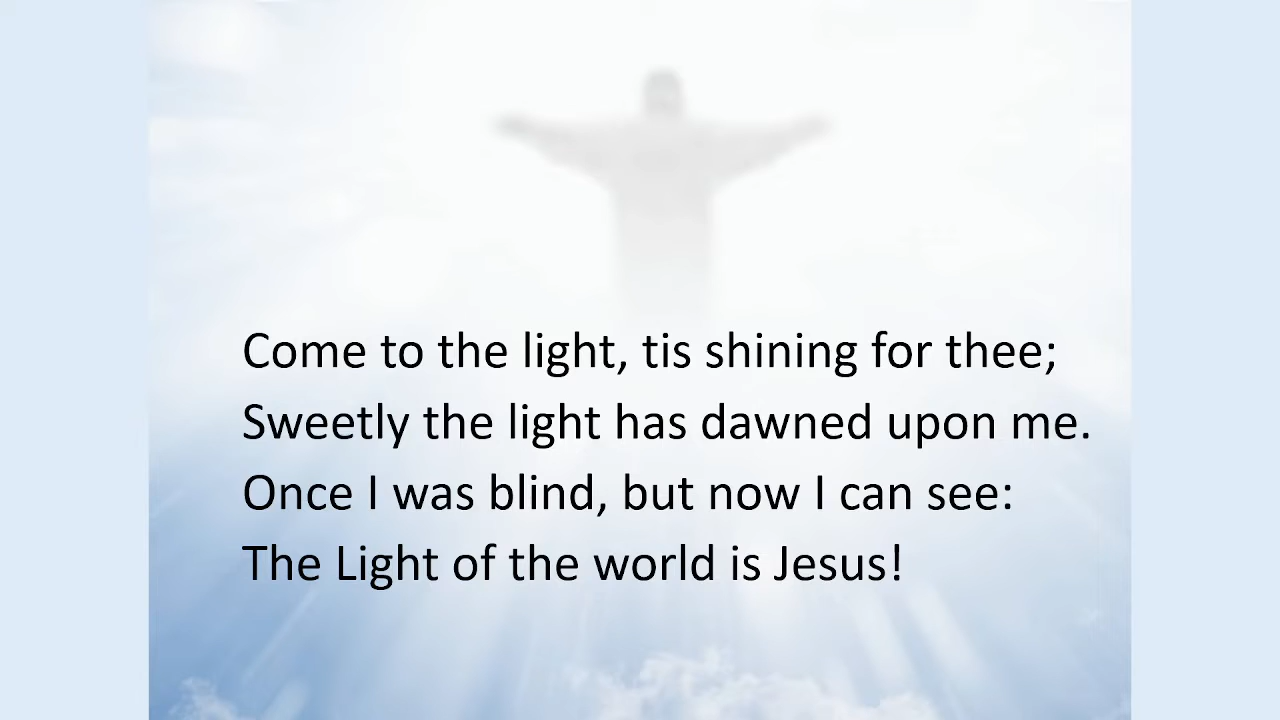 Come to the light, tis shining for thee;
Sweetly the light has dawned upon me.
Once I was blind, but now I can see:
The Light of the world is Jesus!